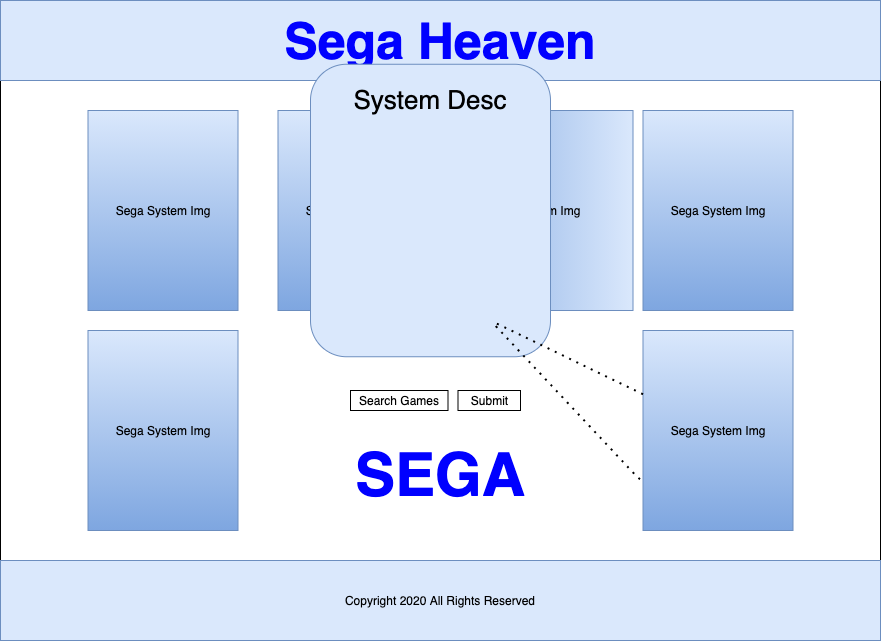 Sega Heaven
System Desc
Sega System Img
Img
Sega System Img
Search Games
Submit
Sega System Img
Sega System Img
SEGA
Copyright 2020 All Rights Reserved